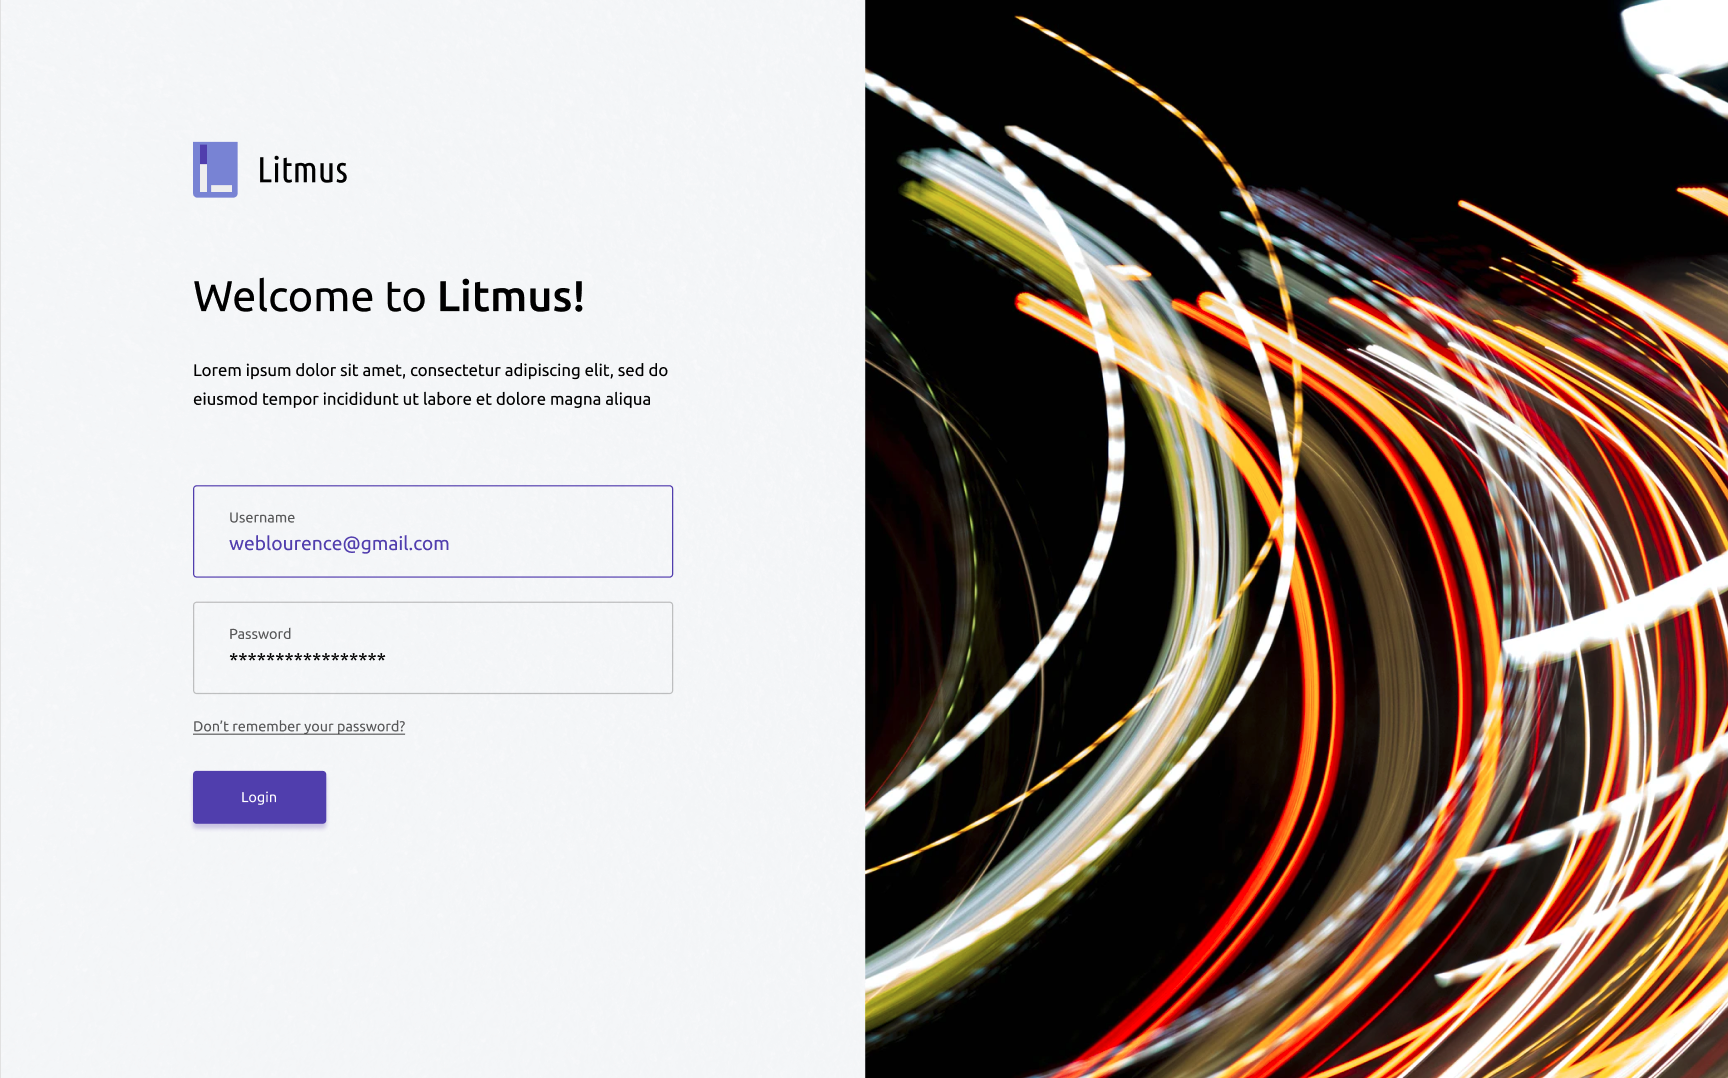 Litmus
Welcome to Litmus!
Lorem ipsum dolor sit amet, consectetur adipiscing elit, sed do
eiusmod tempor incididunt ut labore et dolore magna aliqua
Username
weblourence@gmail.com
Password
*****************
Don’t remember your password?
Login